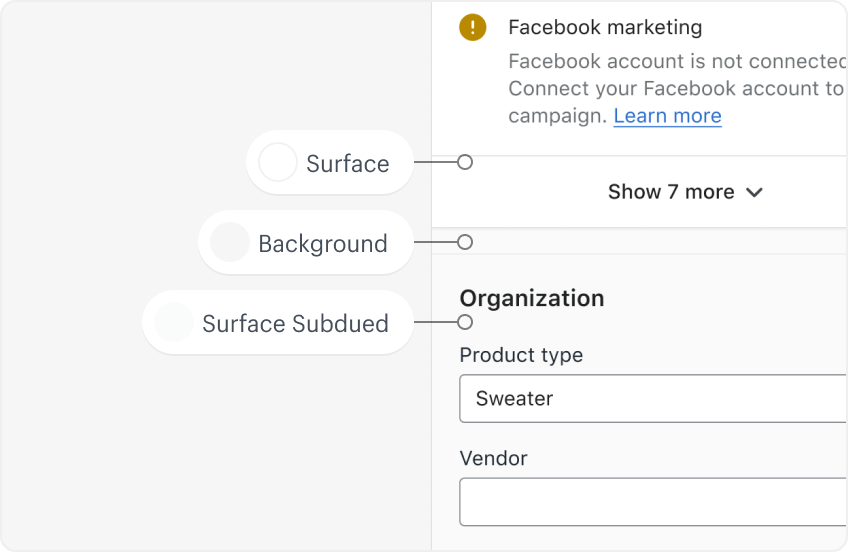 Facebook marketing
Facebook account is not connected
Connect your Facebook account to
campaign. Learn more
Surface
Show 7 more
Background
Organization
Surface Subdued
Product type
Sweater
Vendor